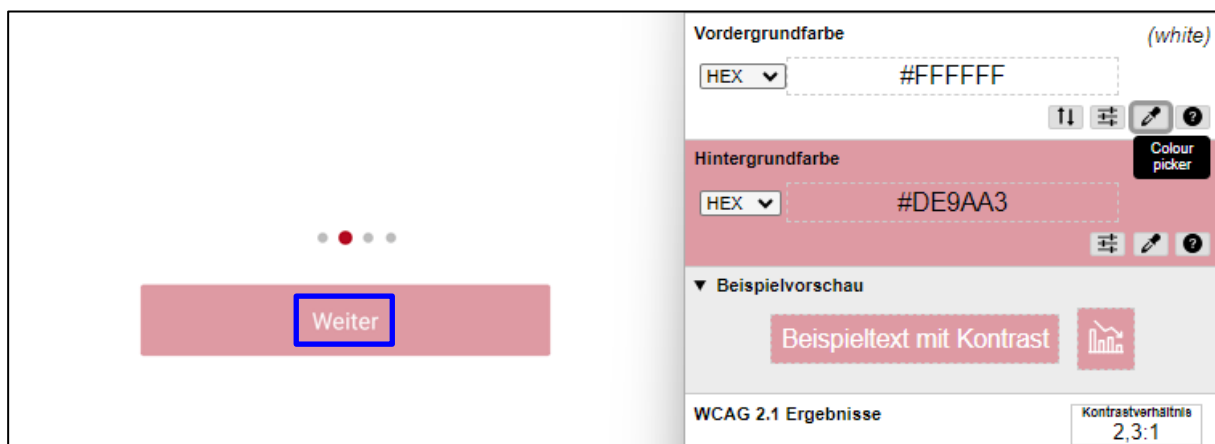 Vordergrundfarbe
(white)
HEX
#FFFFFF
Colour
picker
Hintergrundfarbe
HEX
#DE9AA3
Weiter
▼ Beispielvorschau
Beispieltext mit Kontrast
WCAG 2.1 Ergebnisse
Kontrastverhältnis
2,3:1